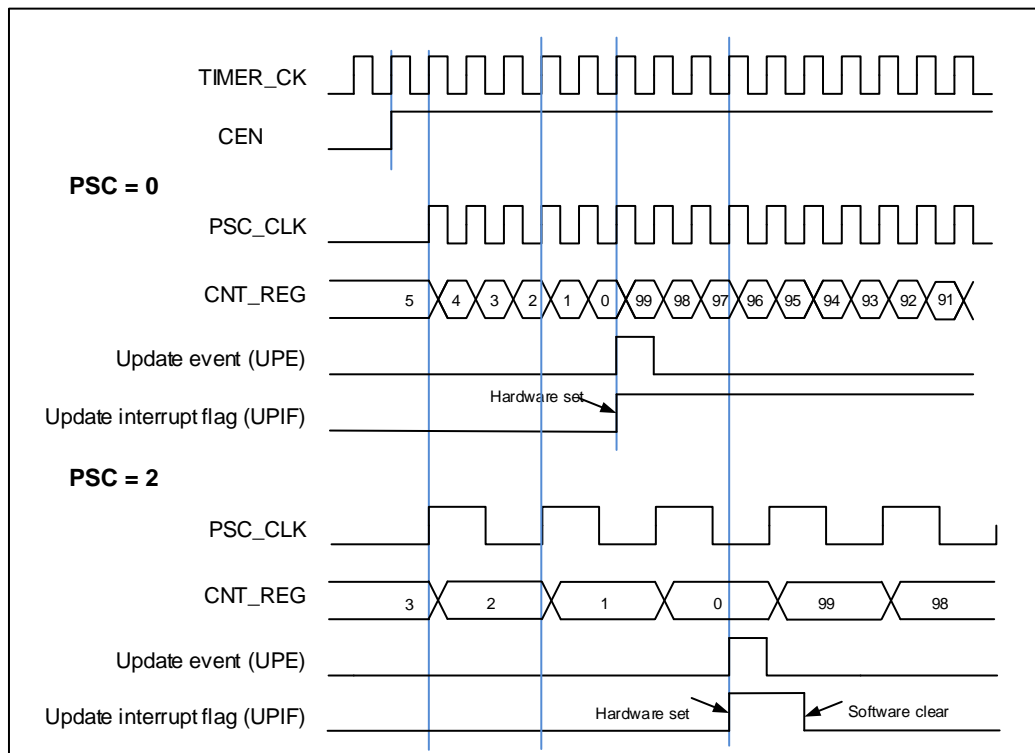 TIMER_CK
CEN
PSC = 0
PSC_CLK
CNT_REG 5 4 3 2 1 0 99 98 97 96 95 94 93 92 91
Update event (UPE)
Hardware set
Update interrupt flag (UPIF)
PSC = 2
PSC_CLK
CNT_REG 3 2 1 0 99 98
Update event (UPE)
Update interrupt flag (UPIF) Hardware set Software clear